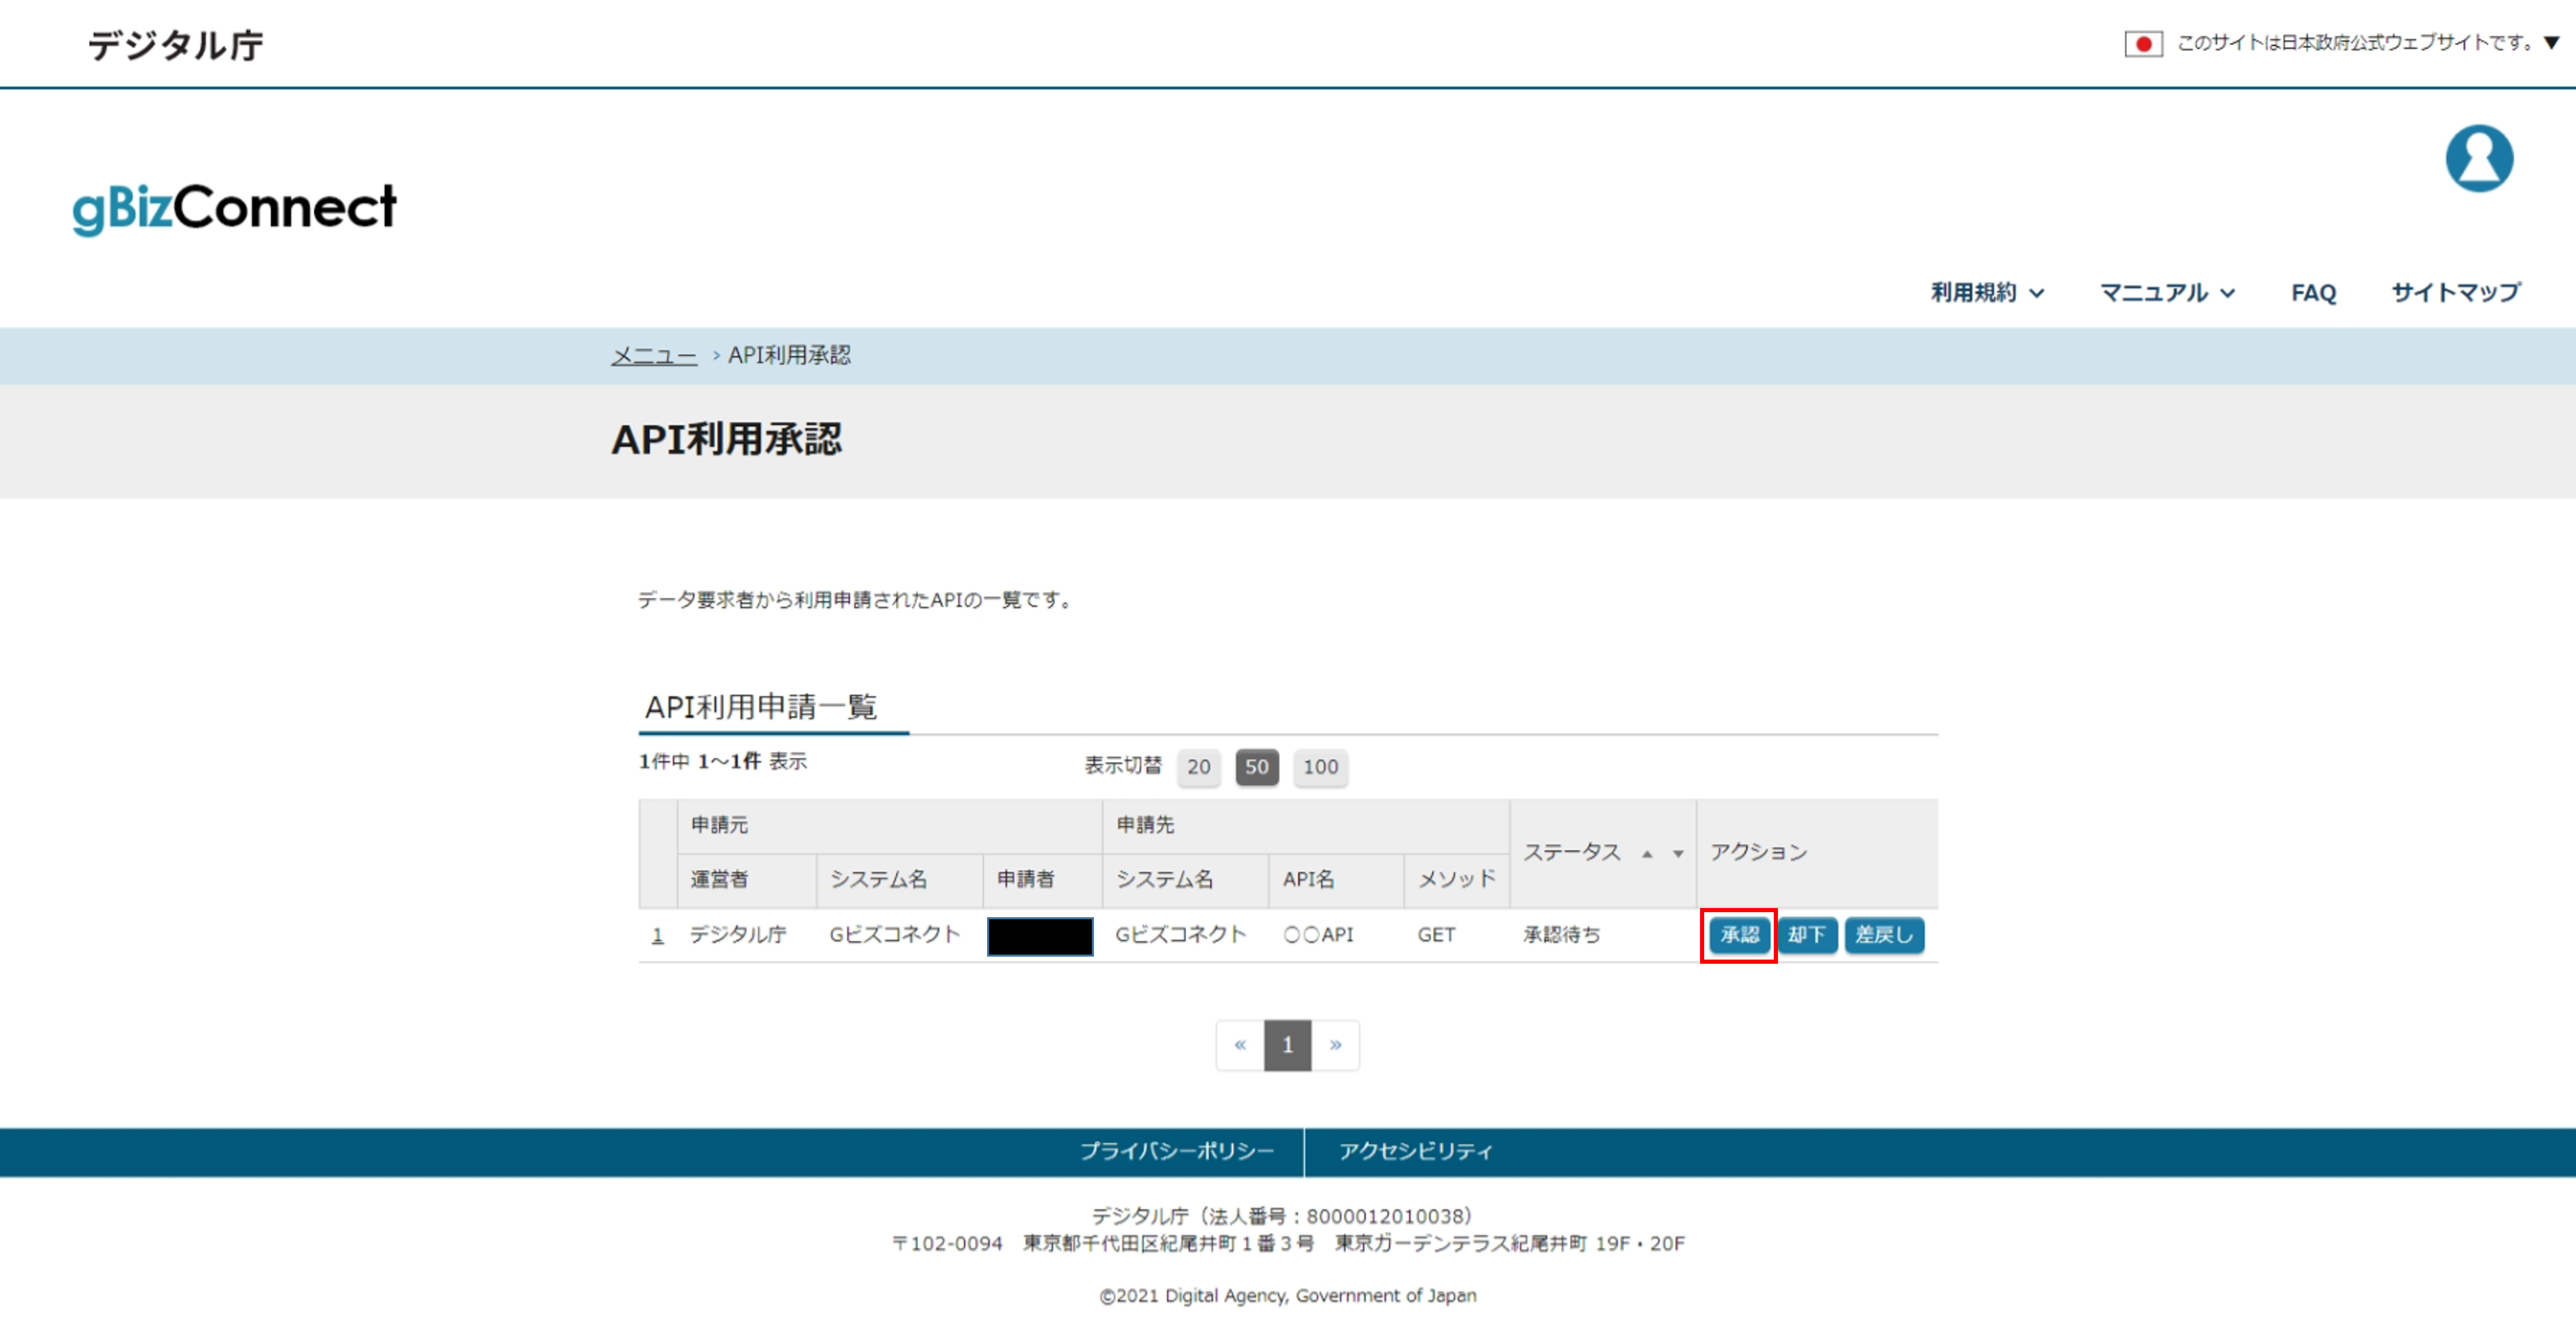 デジタル庁
このサイトは日本政府公式ウェブサイトです。▼
gBizConnect
利用規約 マニュアル FAQ サイトマップ
メニュー › API利用承認
API利用承認
データ要求者から利用申請されたAPIの一覧です。
API利用申請一覧
1件中 1～1件 表示 表示切替 20 50 100
申請元 申請先 ステータス ▲ ▼ アクション
運営者 システム名 申請者 システム名 API名 メソッド
1 デジタル庁 Gビズコネクト Gビズコネクト 〇〇API GET 承認待ち 承認 却下 差戻し
« 1 »
プライバシーポリシー アクセシビリティ
デジタル庁（法人番号：8000012010038）
〒102-0094　東京都千代田区紀尾井町１番３号　東京ガーデンテラス紀尾井町 19F・20F
©2021 Digital Agency, Government of Japan